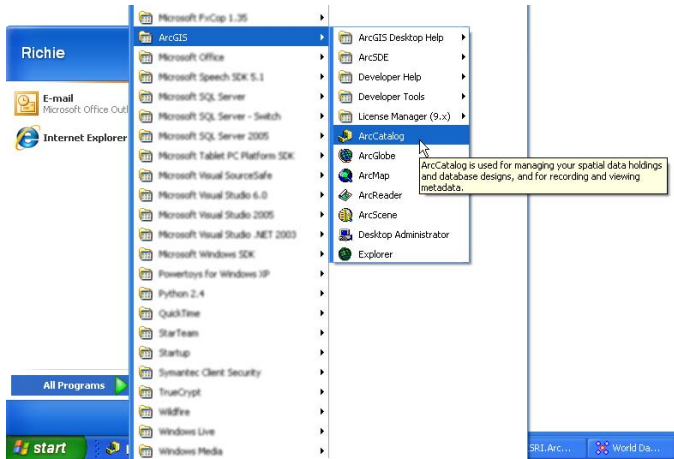 Richie
E-mail
Microsoft Office Outl
Internet Explorer
All Programs
start
Microsoft FxCop 1.35
ArcGIS
Microsoft Office
Microsoft Speech SDK 5.1
Microsoft SQL Server
Microsoft SQL Server - Switch
Microsoft SQL Server 2005
Microsoft Tablet PC Platform SDK
Microsoft Visual SourceSafe
Microsoft Visual Studio 6.0
Microsoft Visual Studio 2005
Microsoft Visual Studio .NET 2003
Microsoft Windows SDK
Powertoys for Windows XP
Python 2.4
QuickTime
StarTeam
Startup
Symantec Client Security
TrueCrypt
Wildfire
Windows Live
Windows Media
ArcGIS Desktop Help
ArcSDE
Developer Help
Developer Tools
License Manager (9.x)
ArcCatalog
ArcGlobe
ArcMap
ArcReader
ArcScene
Desktop Administrator
Explorer
ArcCatalog is used for managing your spatial data holdings
and database designs, and for recording and viewing
metadata.
SRI.Arc...
World Da...